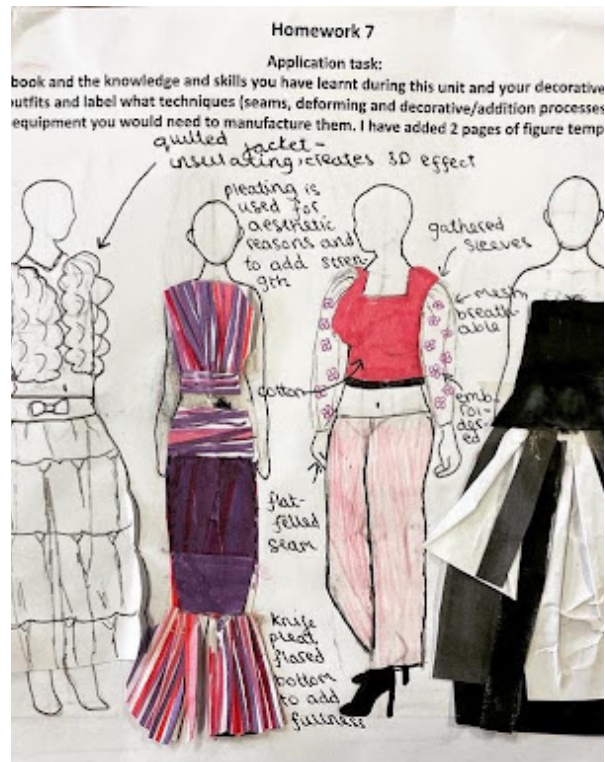 Homework 7
Application task:
book and the knowledge and skills you have learnt during this unit and your decorative
outfits and label what techniques (seams, deforming and decorative/addition processes
equipment you would need to manufacture them. I have added 2 pages of figure temp
quilted jacket -
insulating, creates 3D effect
pleating is
used for
aesthetic
reasons and
to add stren-
gth
gathered
sleeves
mesh
breath-
able
cotton
emb-
roi-
der-
ed
flat-
felled
seam
knife
pleat
flared
bottom
to add
fullness